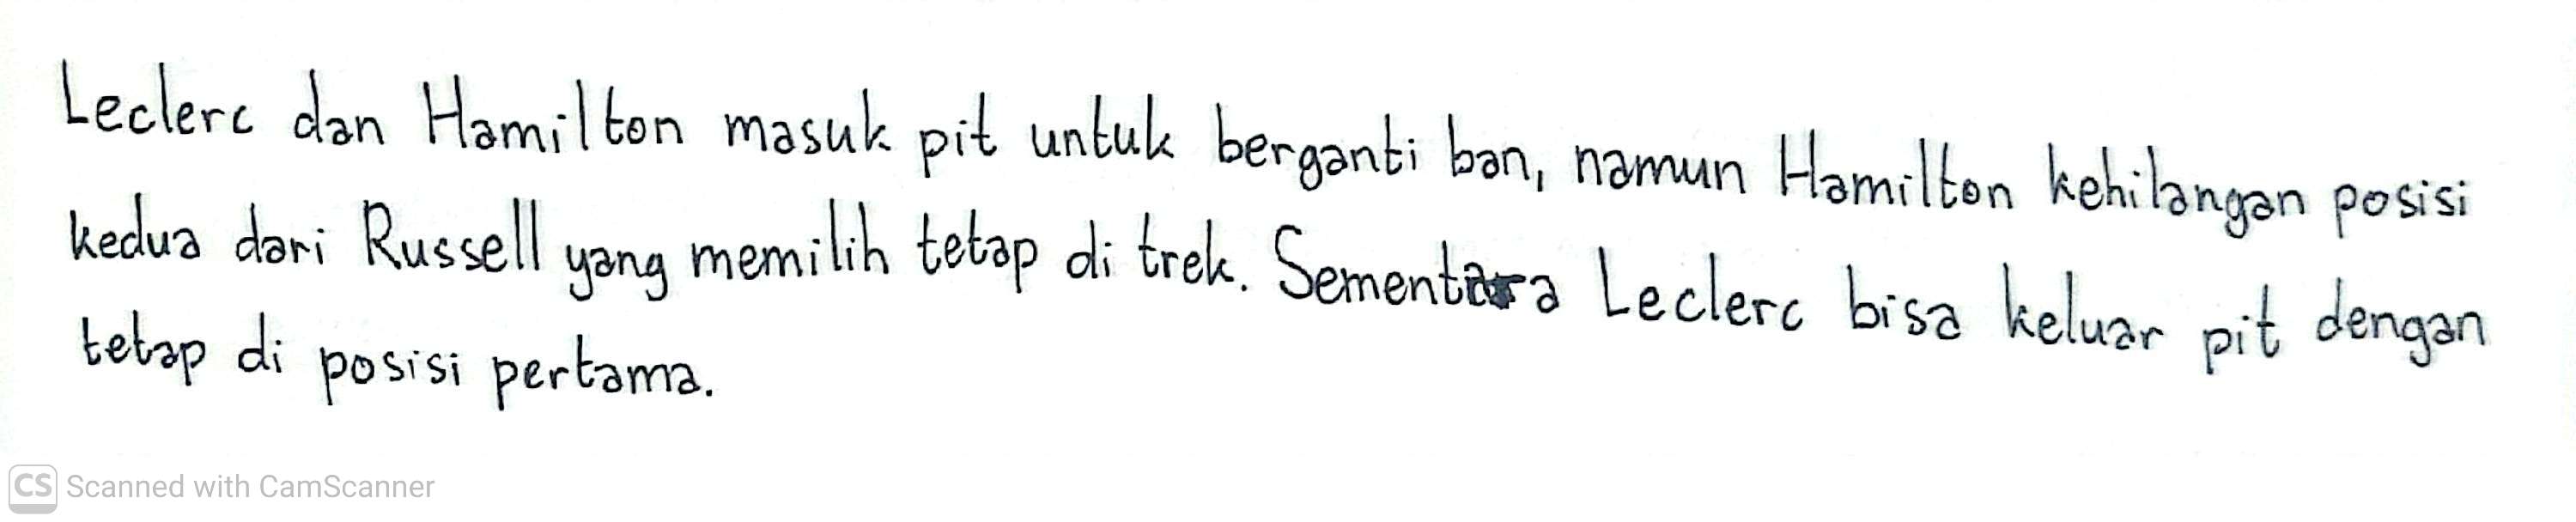 Leclerc dan Hamilton masuk pit untuk berganti ban, namun Hamilton kehilangan posisi
kedua dari Russell yang memilih tetap di trek. Sementara Leclerc bisa keluar pit dengan
tetap di posisi pertama.
CS Scanned with CamScanner